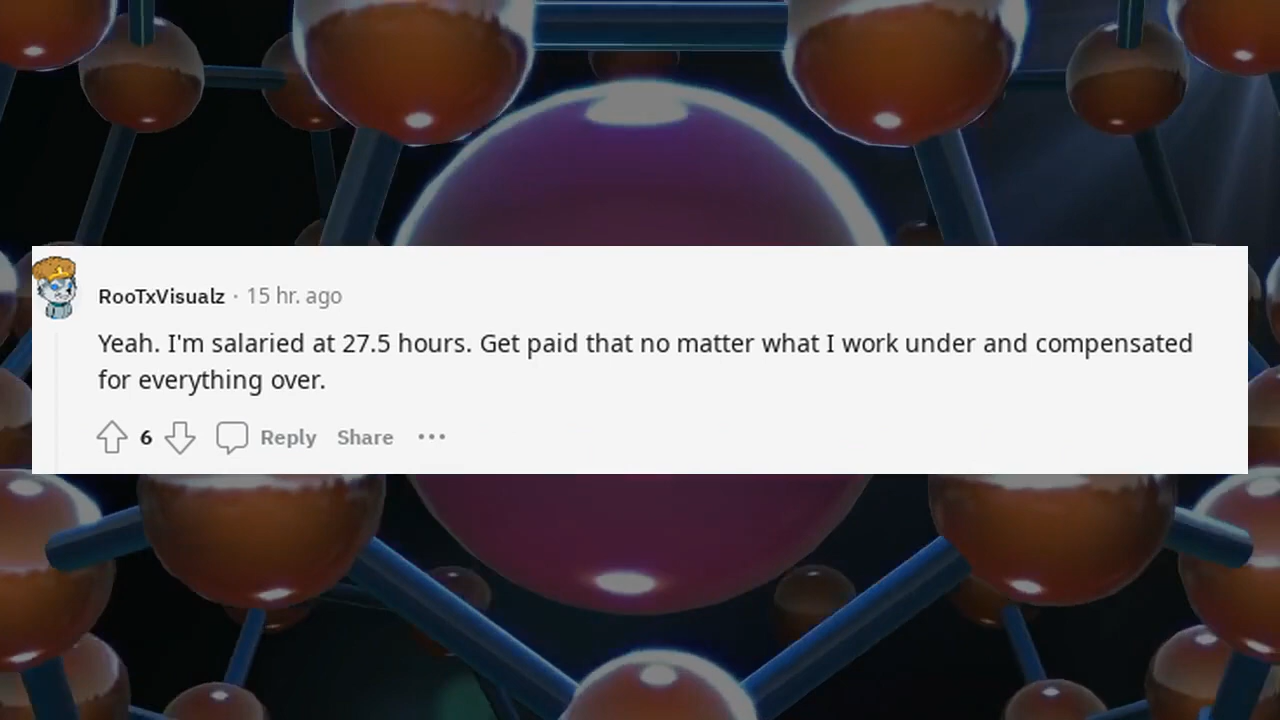 RooTxVisualz · 15 hr. ago
Yeah. I'm salaried at 27.5 hours. Get paid that no matter what I work under and compensated
for everything over.
6 Reply Share ···